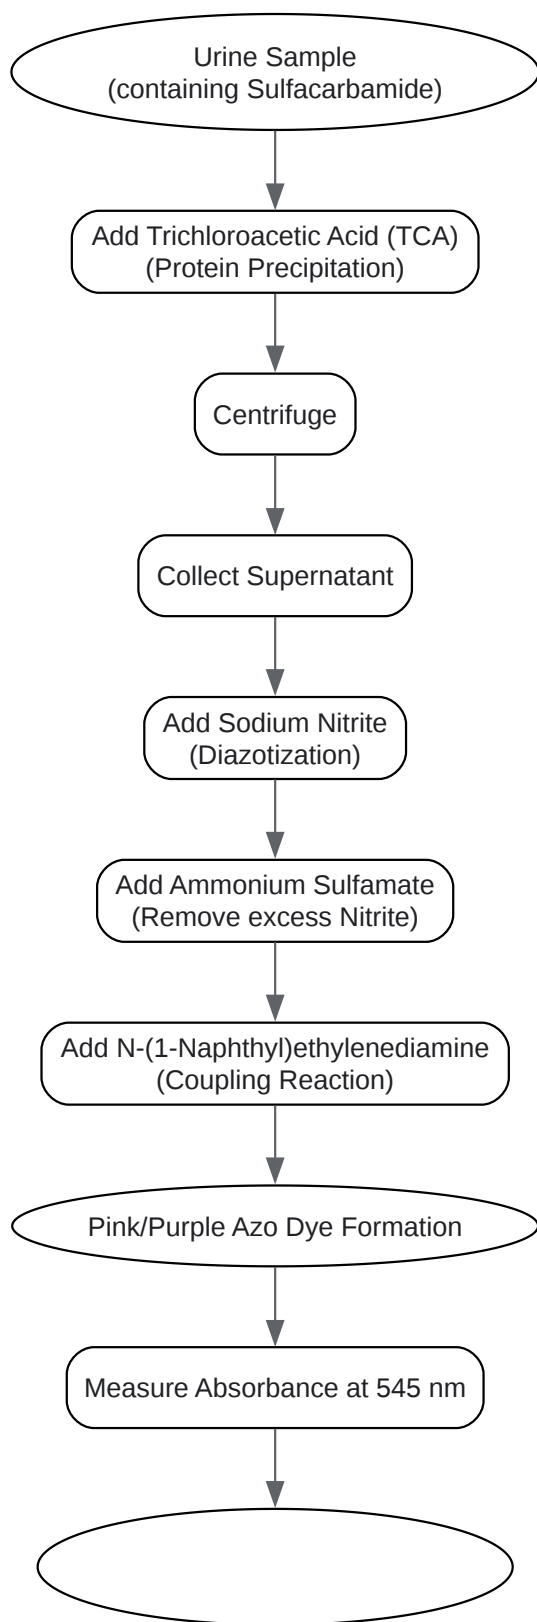 Urine Sample
(containing Sulfacarbamide)
Add Trichloroacetic Acid (TCA)
(Protein Precipitation)
Centrifuge
Collect Supernatant
Add Sodium Nitrite
(Diazotization)
Add Ammonium Sulfamate
(Remove excess Nitrite)
Add N-(1-Naphthyl)ethylenediamine
(Coupling Reaction)
Pink/Purple Azo Dye Formation
Measure Absorbance at 545 nm